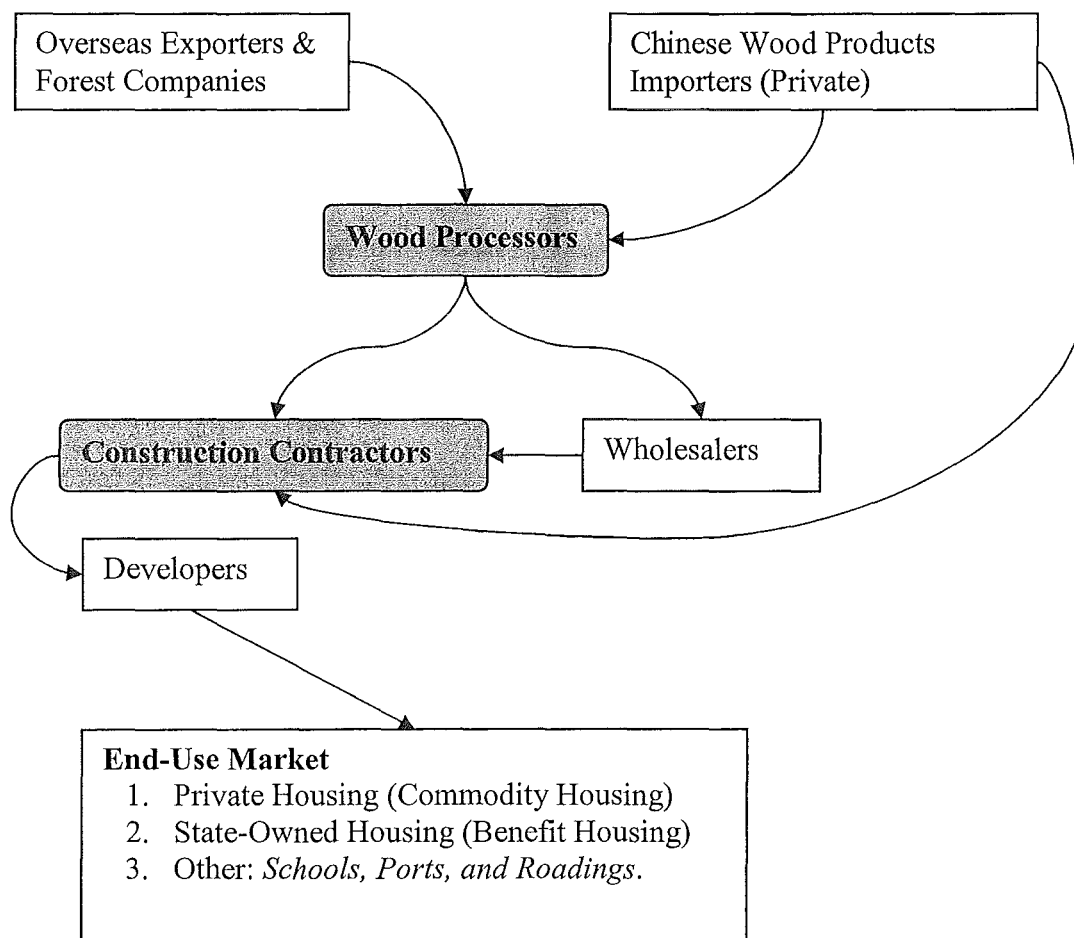 Overseas Exporters &
Forest Companies
Chinese Wood Products
Importers (Private)
Wood Processors
Construction Contractors
Wholesalers
Developers
End-Use Market
1. Private Housing (Commodity Housing)
2. State-Owned Housing (Benefit Housing)
3. Other: Schools, Ports, and Roadings.